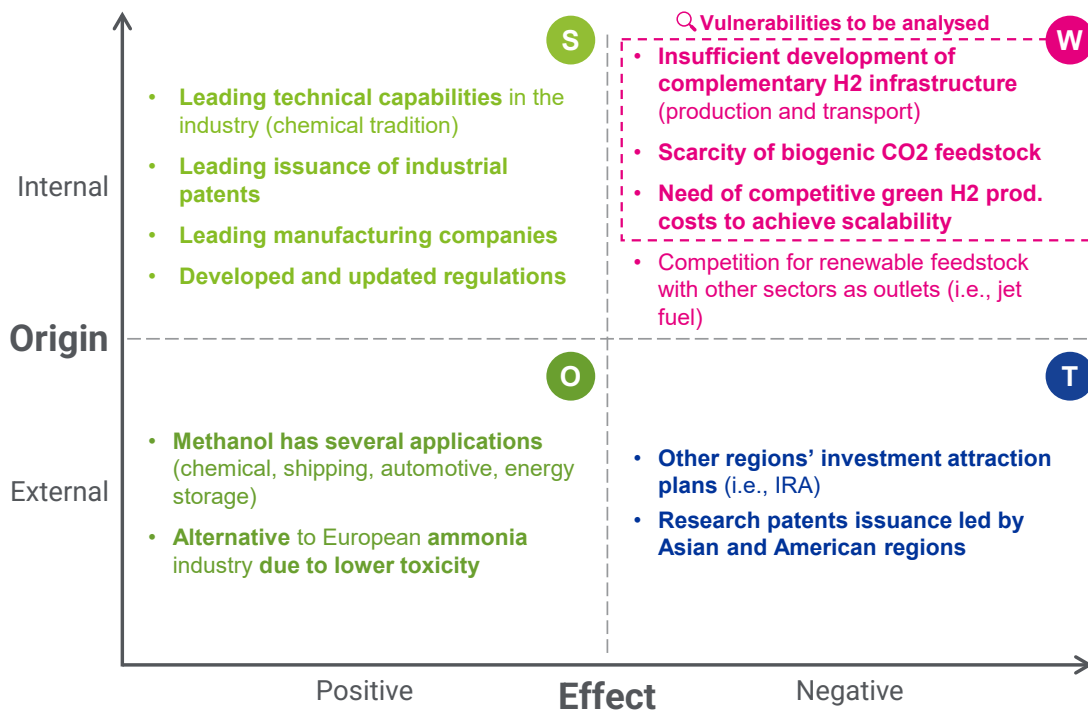 Vulnerabilities to be analysed
S
W
• Leading technical capabilities in the
industry (chemical tradition)
• Leading issuance of industrial
patents
• Leading manufacturing companies
• Developed and updated regulations
• Insufficient development of
complementary H2 infrastructure
(production and transport)
• Scarcity of biogenic CO2 feedstock
• Need of competitive green H2 prod.
costs to achieve scalability
• Competition for renewable feedstock
with other sectors as outlets (i.e., jet
fuel)
Internal
Origin
O
T
• Methanol has several applications
(chemical, shipping, automotive, energy
storage)
• Alternative to European ammonia
industry due to lower toxicity
• Other regions’ investment attraction
plans (i.e., IRA)
• Research patents issuance led by
Asian and American regions
External
Positive
Effect
Negative